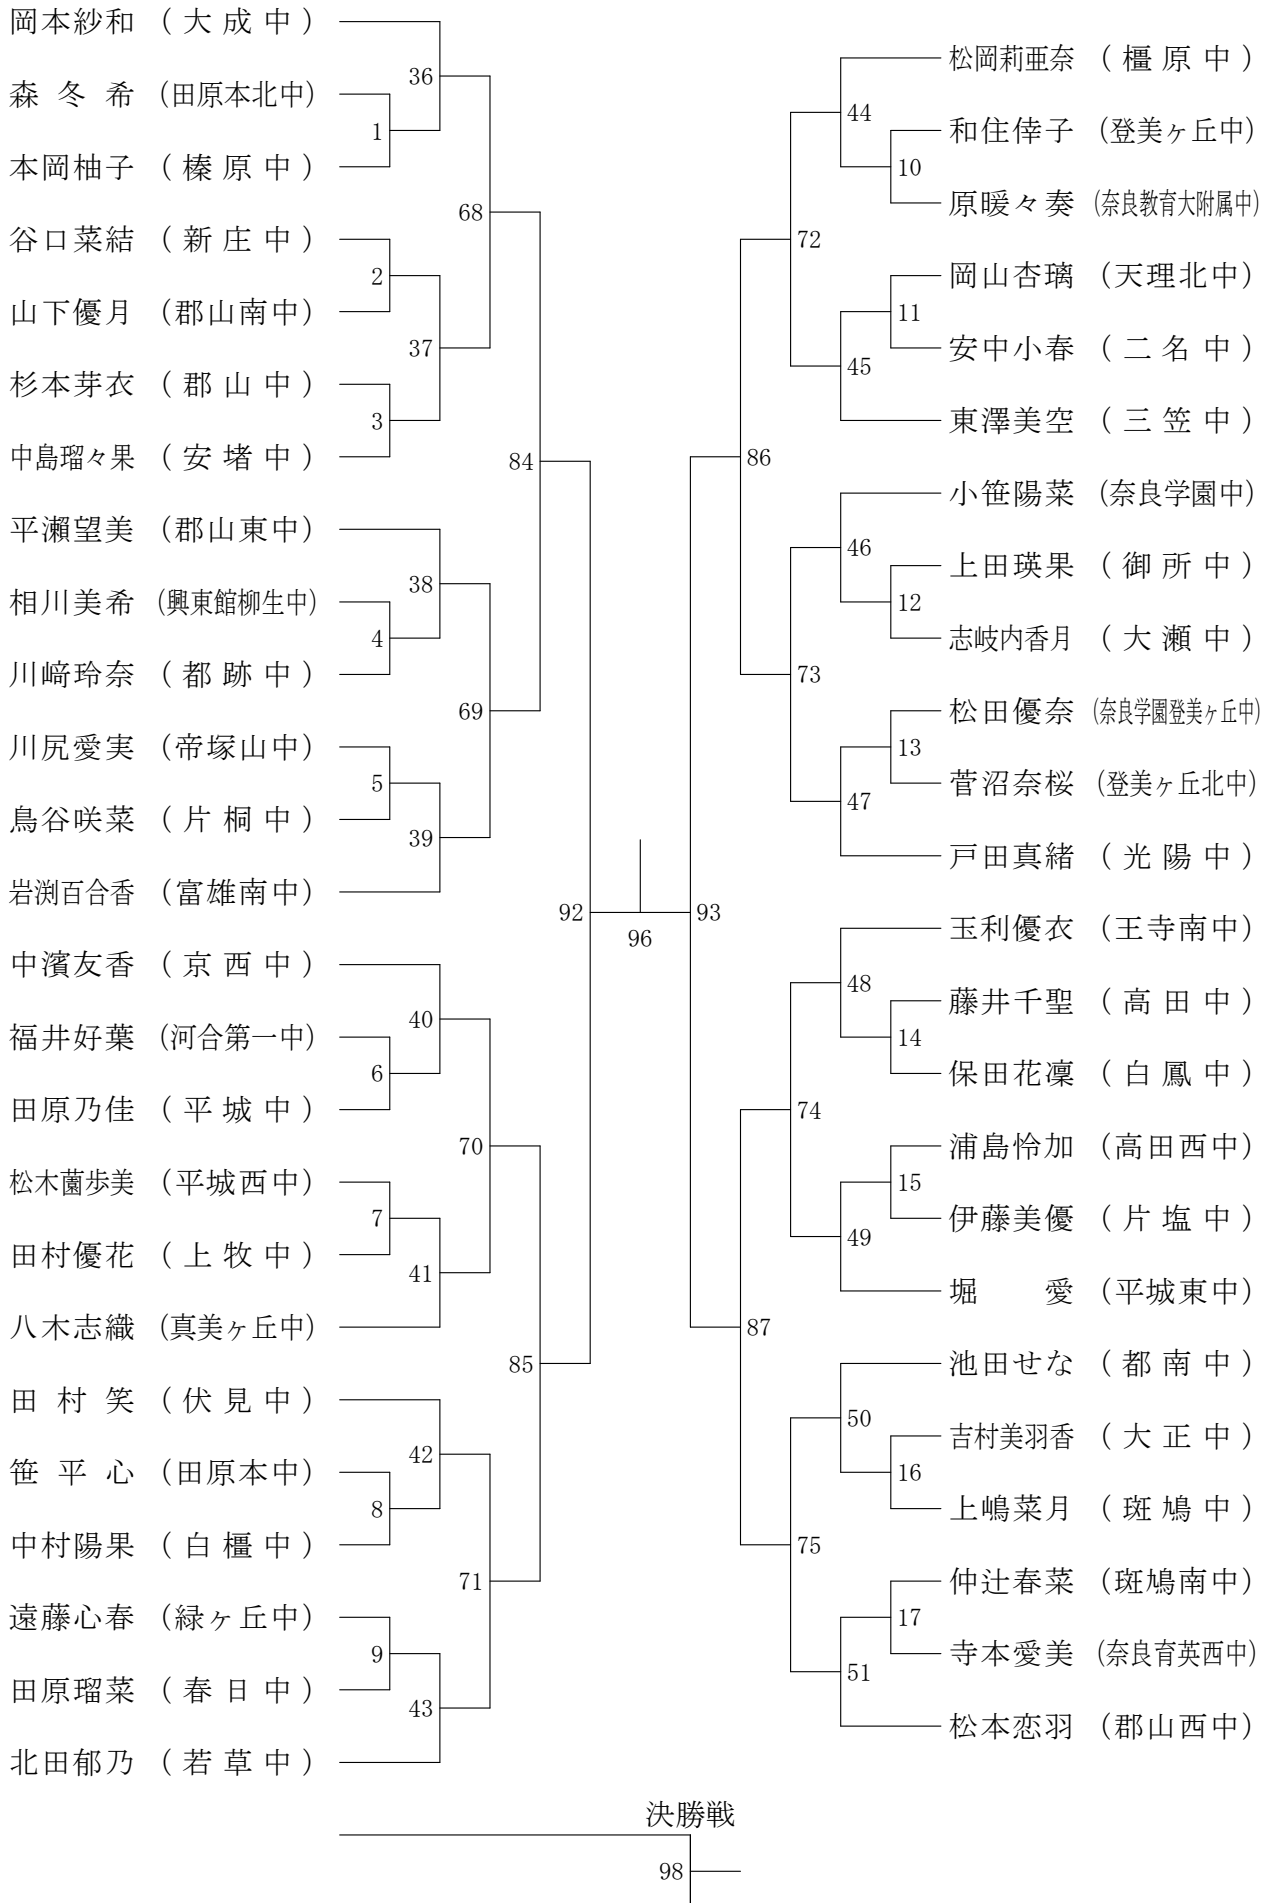 岡本紗和 （大成中）
36
森冬希 （田原本北中）
1
本岡柚子 （榛原中）
68
谷口菜結 （新庄中）
2
山下優月 （郡山南中）
37
杉本芽衣 （郡山中）
3
中島瑠々果 （安堵中）
84
平瀬望美 （郡山東中）
38
相川美希 （興東館柳生中）
4
川﨑玲奈 （都跡中）
69
川尻愛実 （帝塚山中）
5
鳥谷咲菜 （片桐中）
39
岩渕百合香 （富雄南中）
92
中濱友香 （京西中）
40
福井好葉 （河合第一中）
6
田原乃佳 （平城中）
70
松木薗歩美 （平城西中）
7
田村優花 （上牧中）
41
八木志織 （真美ヶ丘中）
85
田村笑 （伏見中）
42
笹平心 （田原本中）
8
中村陽果 （白橿中）
71
遠藤心春 （緑ヶ丘中）
9
田原瑠菜 （春日中）
43
北田郁乃 （若草中）
96
松岡莉亜奈 （橿原中）
44
和住倖子 （登美ヶ丘中）
10
原暖々奏 （奈良教育大附属中）
72
岡山杏璃 （天理北中）
11
安中小春 （二名中）
45
東澤美空 （三笠中）
86
小笹陽菜 （奈良学園中）
46
上田瑛果 （御所中）
12
志岐内香月 （大瀬中）
73
松田優奈 （奈良学園登美ヶ丘中）
13
菅沼奈桜 （登美ヶ丘北中）
47
戸田真緒 （光陽中）
93
玉利優衣 （王寺南中）
48
藤井千聖 （高田中）
14
保田花凜 （白鳳中）
74
浦島怜加 （高田西中）
15
伊藤美優 （片塩中）
49
堀愛 （平城東中）
87
池田せな （都南中）
50
吉村美羽香 （大正中）
16
上嶋菜月 （斑鳩中）
75
仲辻春菜 （斑鳩南中）
17
寺本愛美 （奈良育英西中）
51
松本恋羽 （郡山西中）
決勝戦
98